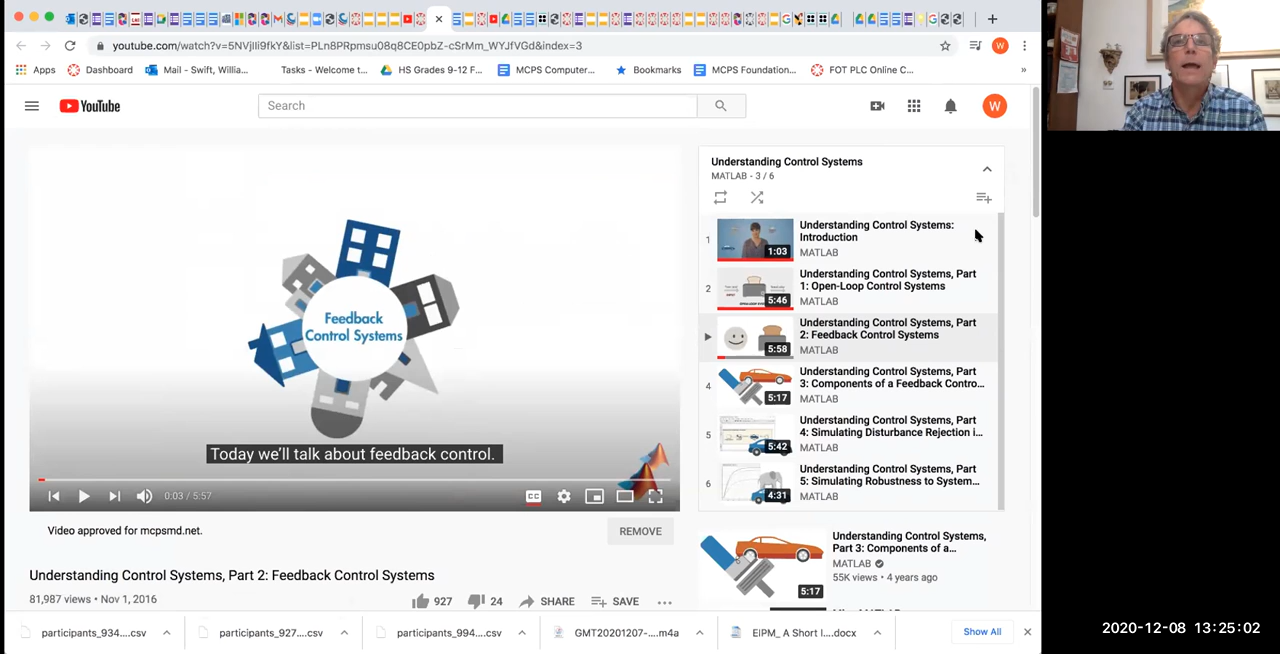 youtube.com/watch?v=5NVjIIi9fkY&list=PLn8PRpmsu08q8CE0pbZ-cSrMm_WYJfVGd&index=3
W
Apps
Dashboard
Mail - Swift, Willia...
Tasks - Welcome t...
HS Grades 9-12 F...
MCPS Computer...
Bookmarks
MCPS Foundation...
FOT PLC Online C...
»
YouTube
Search
W
Understanding Control Systems
MATLAB - 3 / 6
1
1:03
Understanding Control Systems:
Introduction
MATLAB
2
5:46
Understanding Control Systems, Part
1: Open-Loop Control Systems
MATLAB
5:58
Understanding Control Systems, Part
2: Feedback Control Systems
MATLAB
4
5:17
Understanding Control Systems, Part
3: Components of a Feedback Contro...
MATLAB
5
5:42
Understanding Control Systems, Part
4: Simulating Disturbance Rejection i...
MATLAB
6
4:31
Understanding Control Systems, Part
5: Simulating Robustness to System...
MATLAB
Feedback
Control Systems
Today we'll talk about feedback control.
0:03 / 5:57
CC
Video approved for mcpsmd.net.
REMOVE
Understanding Control Systems, Part 2: Feedback Control Systems
81,987 views • Nov 1, 2016
927
24
SHARE
SAVE
5:17
Understanding Control Systems,
Part 3: Components of a...
MATLAB
55K views • 4 years ago
participants_934....csv
participants_927....csv
participants_994....csv
GMT20201207-....m4a
EIPM_ A Short I....docx
Show All
2020-12-08 13:25:02